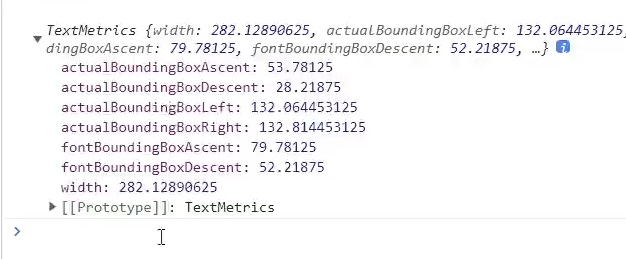 TextMetrics {width: 282.12890625, actualBoundingBoxLeft: 132.064453125,
dingBoxAscent: 79.78125, fontBoundingBoxDescent: 52.21875, …} i
actualBoundingBoxAscent: 53.78125
actualBoundingBoxDescent: 28.21875
actualBoundingBoxLeft: 132.064453125
actualBoundingBoxRight: 132.814453125
fontBoundingBoxAscent: 79.78125
fontBoundingBoxDescent: 52.21875
width: 282.12890625
[[Prototype]]: TextMetrics